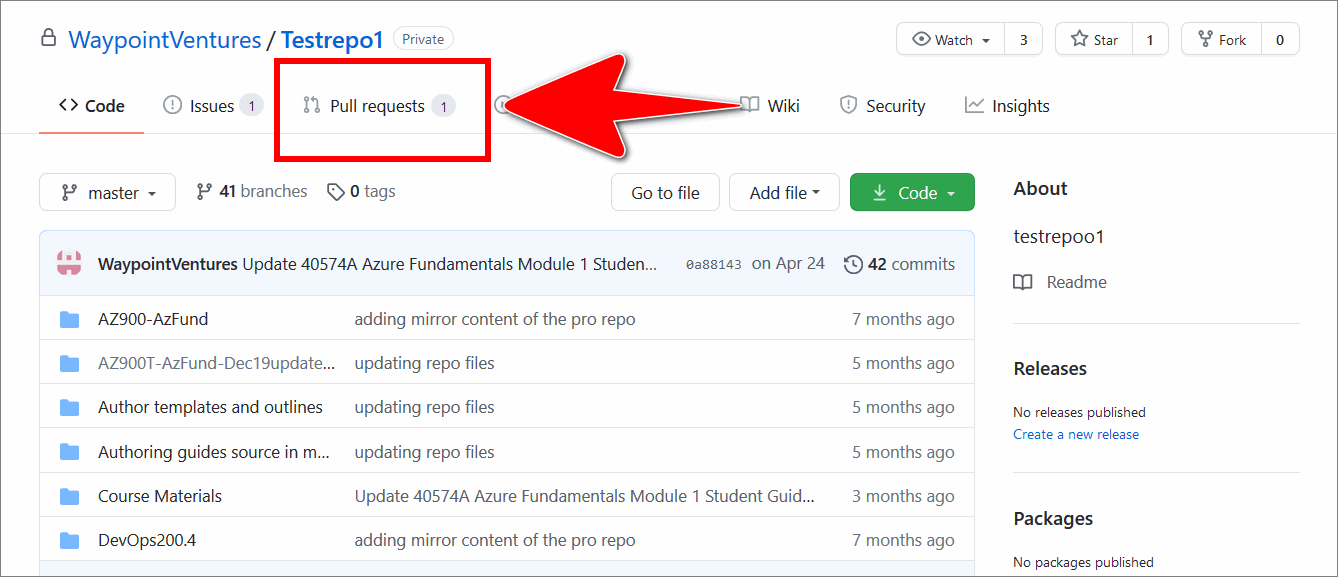 WaypointVentures / Testrepo1 Private Watch 3 Star 1 Fork 0
Code Issues 1 Pull requests 1 Wiki Security Insights
master 41 branches 0 tags Go to file Add file Code
WaypointVentures Update 40574A Azure Fundamentals Module 1 Studen... 0a88143 on Apr 24 42 commits
AZ900-AzFund adding mirror content of the pro repo 7 months ago
AZ900T-AzFund-Dec19update... updating repo files 5 months ago
Author templates and outlines updating repo files 5 months ago
Authoring guides source in m... updating repo files 5 months ago
Course Materials Update 40574A Azure Fundamentals Module 1 Student Guid... 3 months ago
DevOps200.4 adding mirror content of the pro repo 7 months ago
About
testrepoo1
Readme
Releases
No releases published
Create a new release
Packages
No packages published